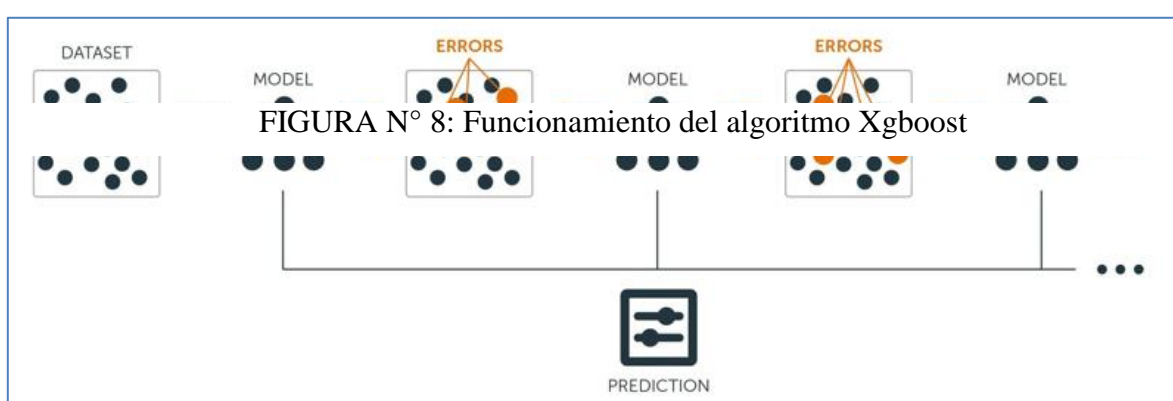 ERRORS
ERRORS
DATASET
MODEL
MODEL
MODEL
FIGURA N° 8: Funcionamiento del algoritmo Xgboost
PREDICTION